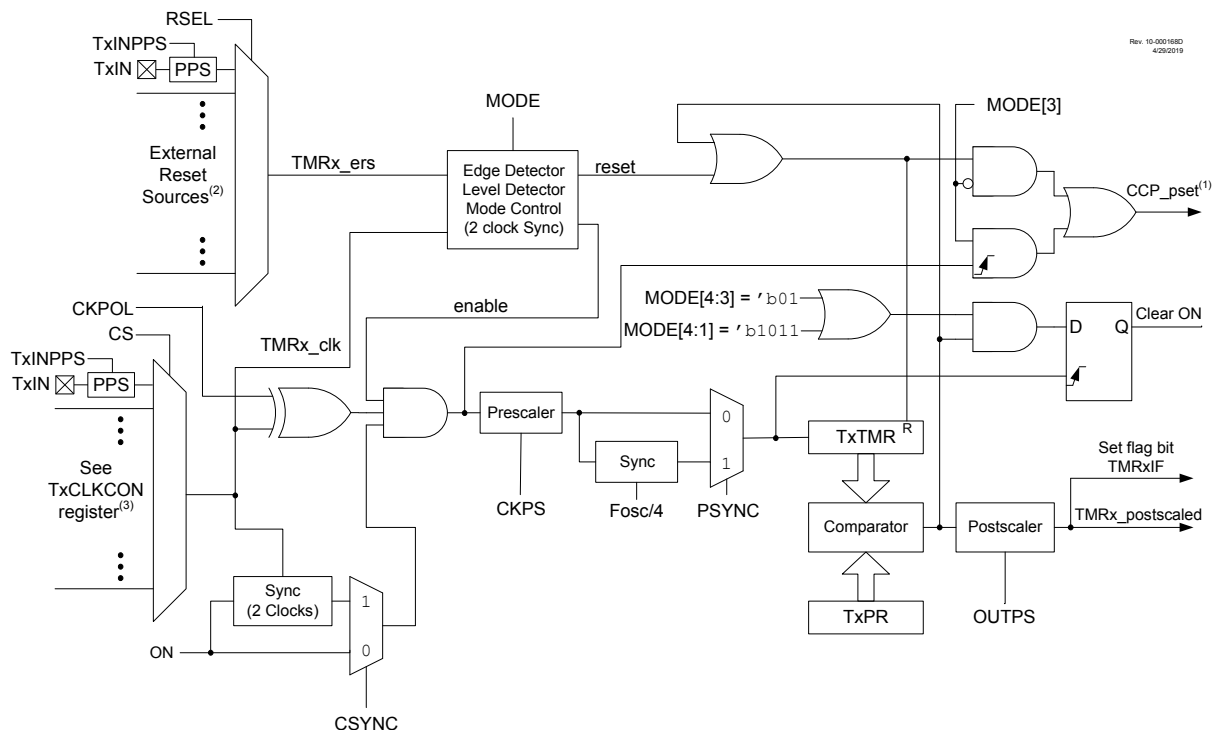 RSEL
TxINPPS
TxIN
PPS
Rev. 10-000168D
4/29/2019
MODE
MODE[3]
External
Reset
Sources(2)
TMRx_ers
Edge Detector
Level Detector
Mode Control
(2 clock Sync)
reset
CCP_pset(1)
enable
MODE[4:3] = 'b01
MODE[4:1] = 'b1011
D
Q
Clear ON
CKPOL
CS
TMRx_clk
TxINPPS
TxIN
PPS
Prescaler
0
1
Sync
TxTMR
R
See
TxCLKCON
register(3)
CKPS
Fosc/4
PSYNC
Set flag bit
TMRxIF
Comparator
Postscaler
TMRx_postscaled
Sync
(2 Clocks)
1
0
TxPR
OUTPS
ON
CSYNC